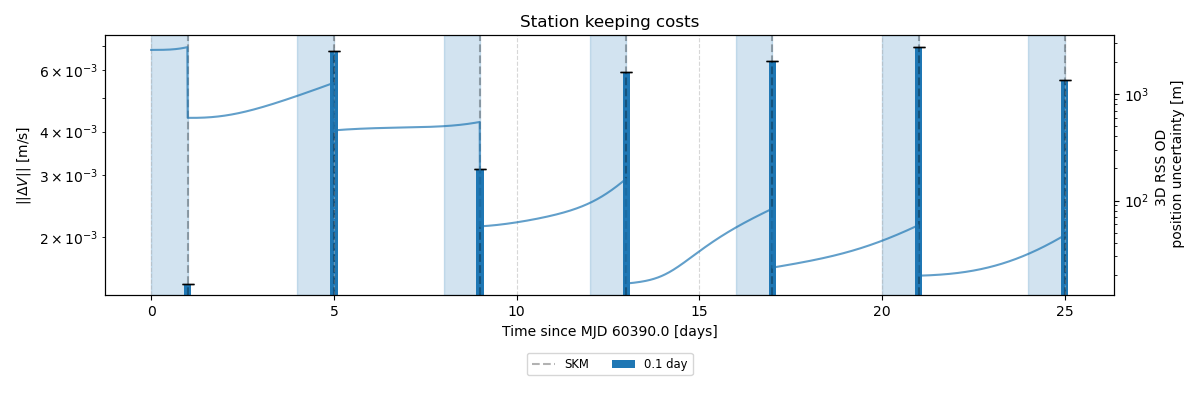 Station keeping costs
||ΔV|| [m/s]
6 × 10⁻³
4 × 10⁻³
3 × 10⁻³
2 × 10⁻³
10³
10²
3D RSS OD
position uncertainty [m]
0 5 10 15 20 25
Time since MJD 60390.0 [days]
SKM 0.1 day